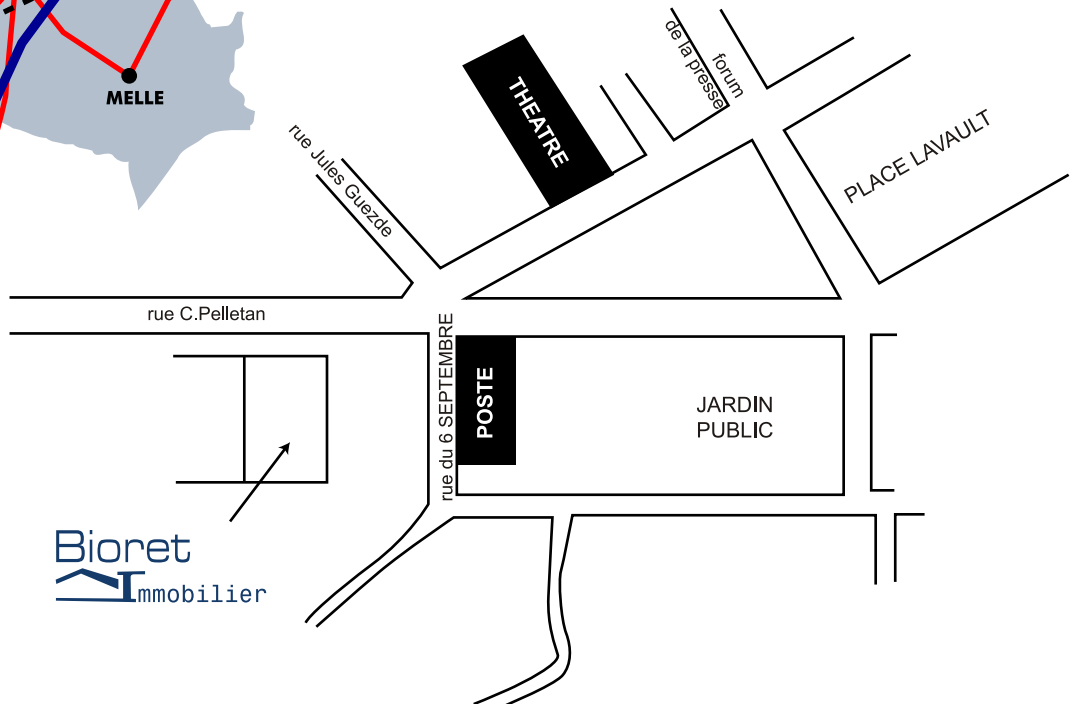 MELLE
THEATRE
de la presse
forum
PLACE LAVAULT
rue Jules Guezde
rue C.Pelletan
rue du 6 SEPTEMBRE
POSTE
JARDIN
PUBLIC
Bioret
Immobilier